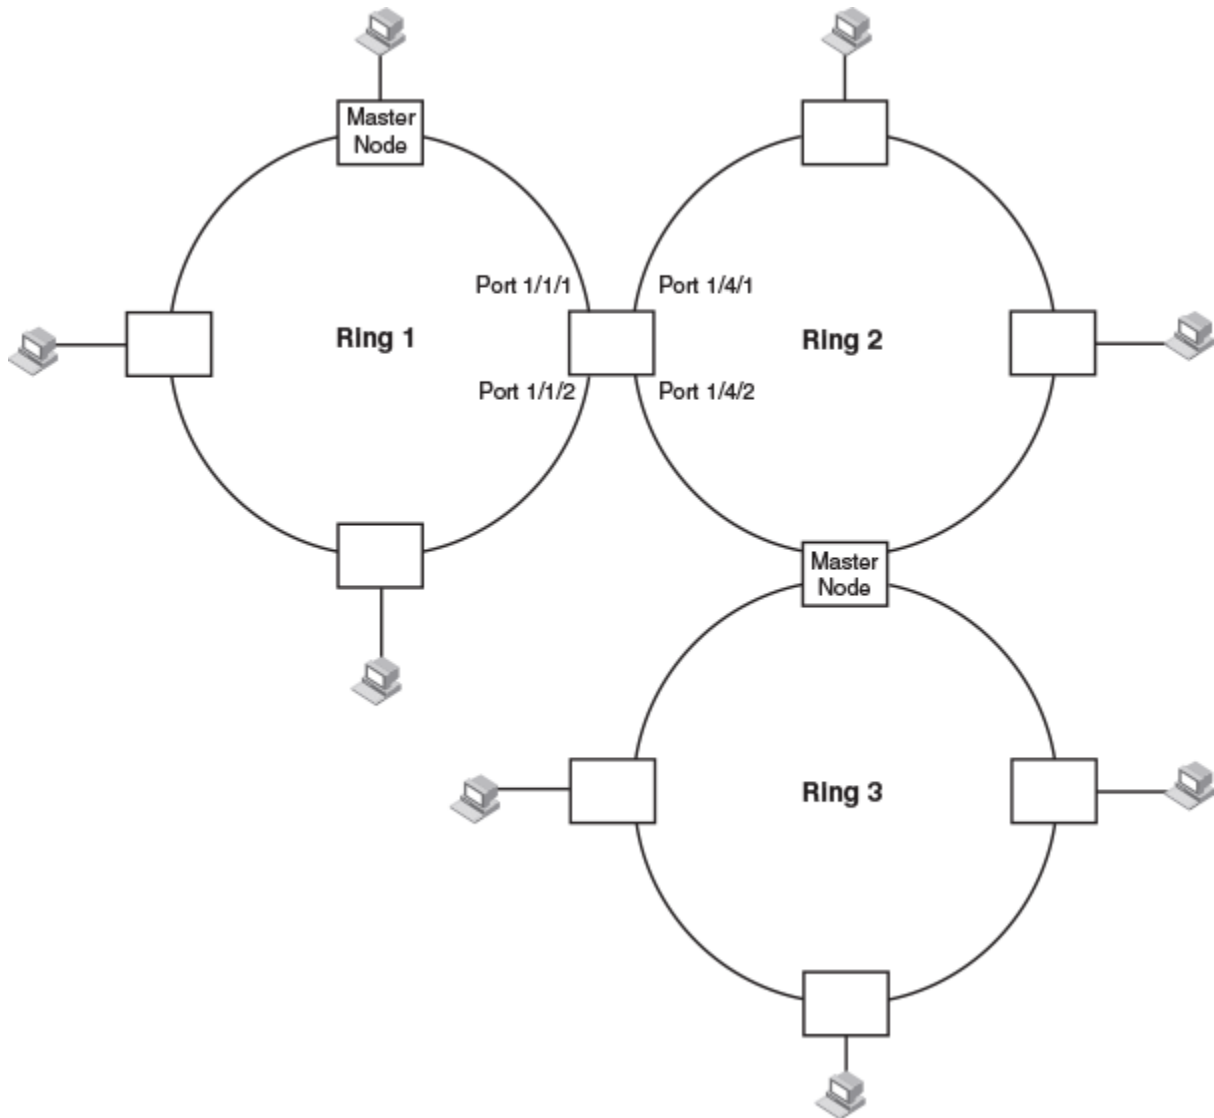 Master
Node
Port 1/1/1
Port 1/4/1
Ring 1
Ring 2
Port 1/1/2
Port 1/4/2
Master
Node
Ring 3